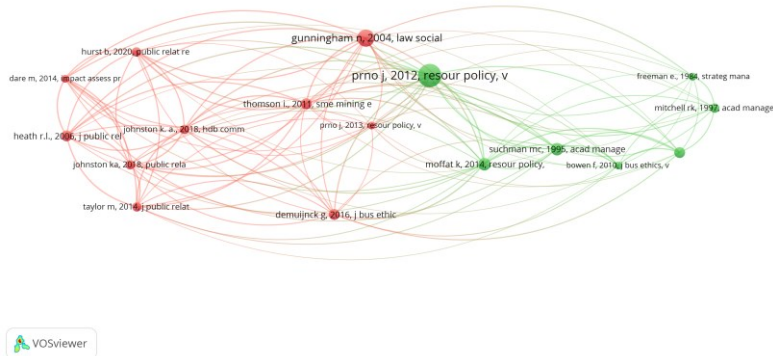 gunningham n, 2004, law social
hurst b, 2020, public relat re
prno j, 2012, resour policy, v
dare m, 2014, impact assess pr
freeman e., 1984, strateg mana
thomson i., 2011, sme mining e
mitchell rk, 1997, acad manage
prno j, 2013, resour policy, v
johnston k. a., 2018, hdb comm
heath r.l., 2006, j public rel
suchman mc, 1995, acad manage
johnston ka, 2018, public rela
moffat k, 2014, resour policy,
bowen f, 2010, j bus ethics, v
taylor m, 2014, j public relat
demuijnck g, 2016, j bus ethic
VOSviewer